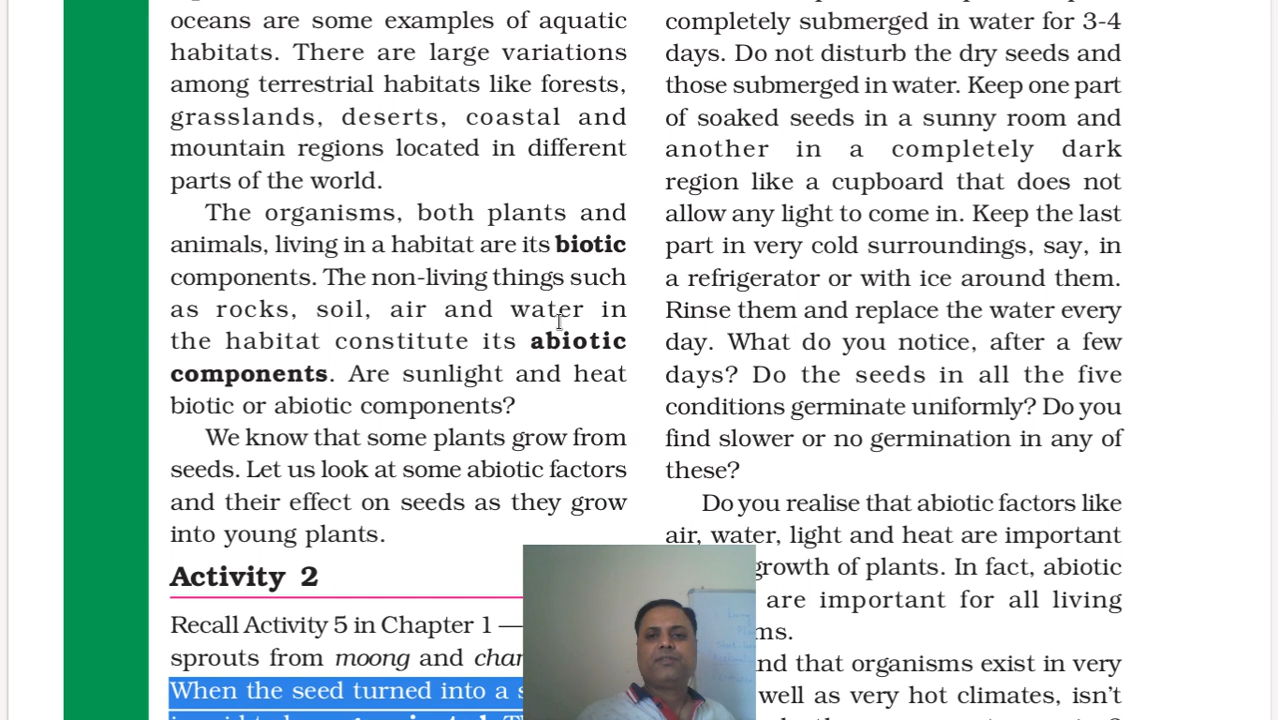 oceans are some examples of aquatic
habitats. There are large variations
among terrestrial habitats like forests,
grasslands, deserts, coastal and
mountain regions located in different
parts of the world.
The organisms, both plants and
animals, living in a habitat are its biotic
components. The non-living things such
as rocks, soil, air and water in
the habitat constitute its abiotic
components. Are sunlight and heat
biotic or abiotic components?
We know that some plants grow from
seeds. Let us look at some abiotic factors
and their effect on seeds as they grow
into young plants.
Activity 2
Recall Activity 5 in Chapter 1 —
sprouts from moong and
When the seed turned into a
completely submerged in water for 3-4
days. Do not disturb the dry seeds and
those submerged in water. Keep one part
of soaked seeds in a sunny room and
another in a completely dark
region like a cupboard that does not
allow any light to come in. Keep the last
part in very cold surroundings, say, in
a refrigerator or with ice around them.
Rinse them and replace the water every
day. What do you notice, after a few
days? Do the seeds in all the five
conditions germinate uniformly? Do you
find slower or no germination in any of
these?
Do you realise that abiotic factors like
air, water, light and heat are important
growth of plants. In fact, abiotic
are important for all living
ms.
nd that organisms exist in very
well as very hot climates, isn't